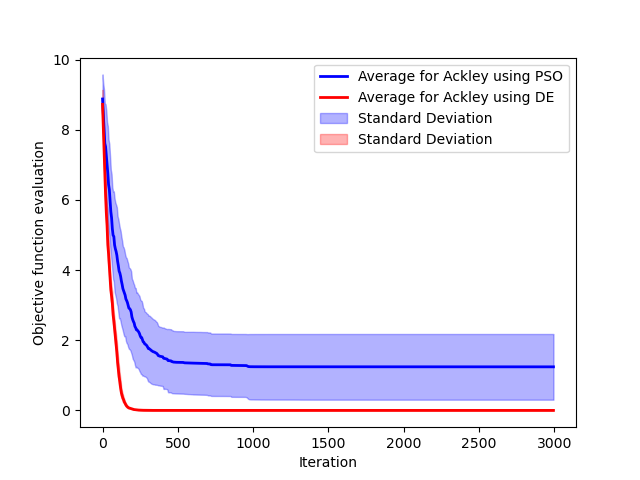 Average for Ackley using PSO
Average for Ackley using DE
Standard Deviation
Standard Deviation
Objective function evaluation
10
8
6
4
2
0
0 500 1000 1500 2000 2500 3000
Iteration